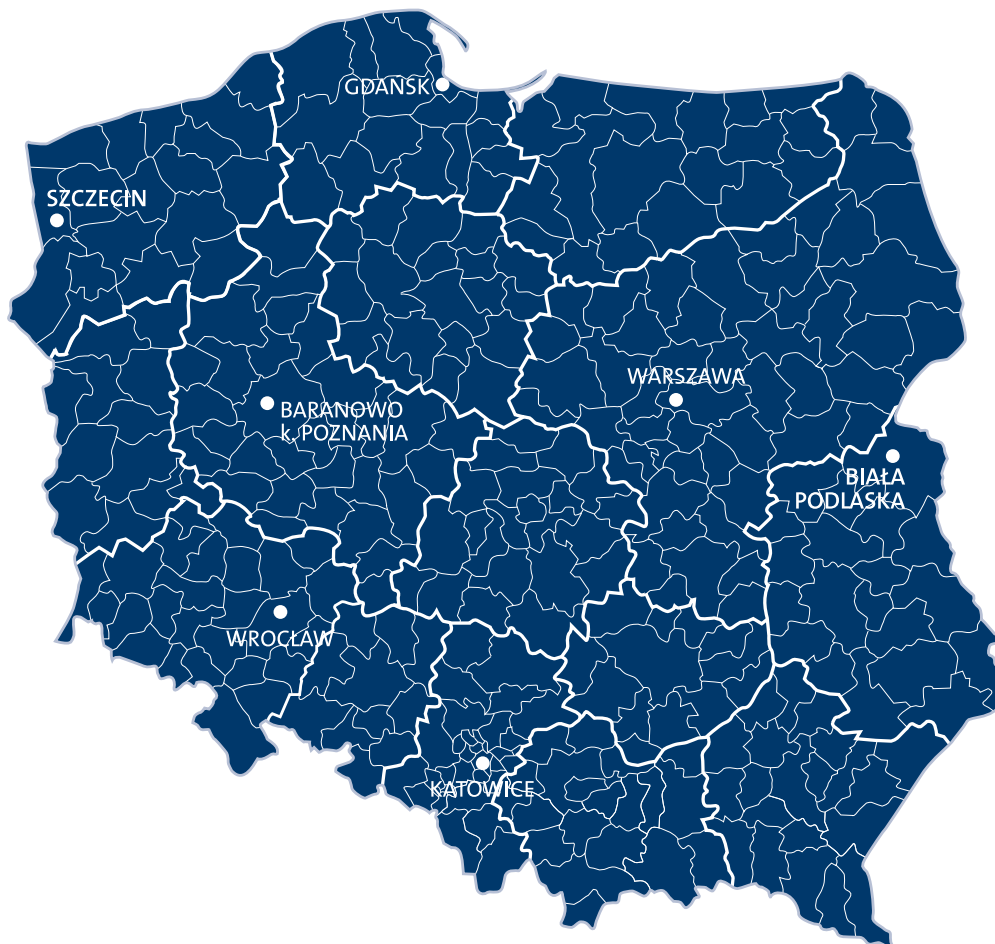 GDAŃSK
SZCZECIN
WARSZAWA
BARANOWO
k. POZNANIA
BIAŁA
PODLASKA
WROCŁAW
KATOWICE